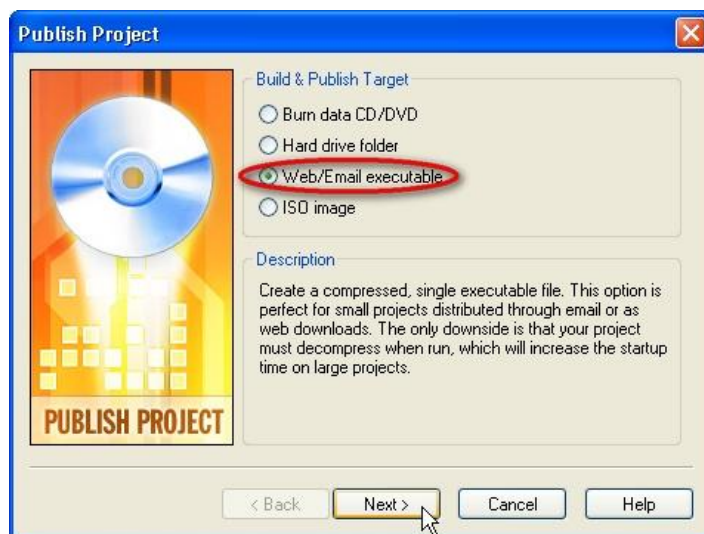 Publish Project
Build & Publish Target
Burn data CD/DVD
Hard drive folder
Web/Email executable
ISO image
Description
Create a compressed, single executable file. This option is
perfect for small projects distributed through email or as
web downloads. The only downside is that your project
must decompress when run, which will increase the startup
time on large projects.
PUBLISH PROJECT
< Back
Next >
Cancel
Help